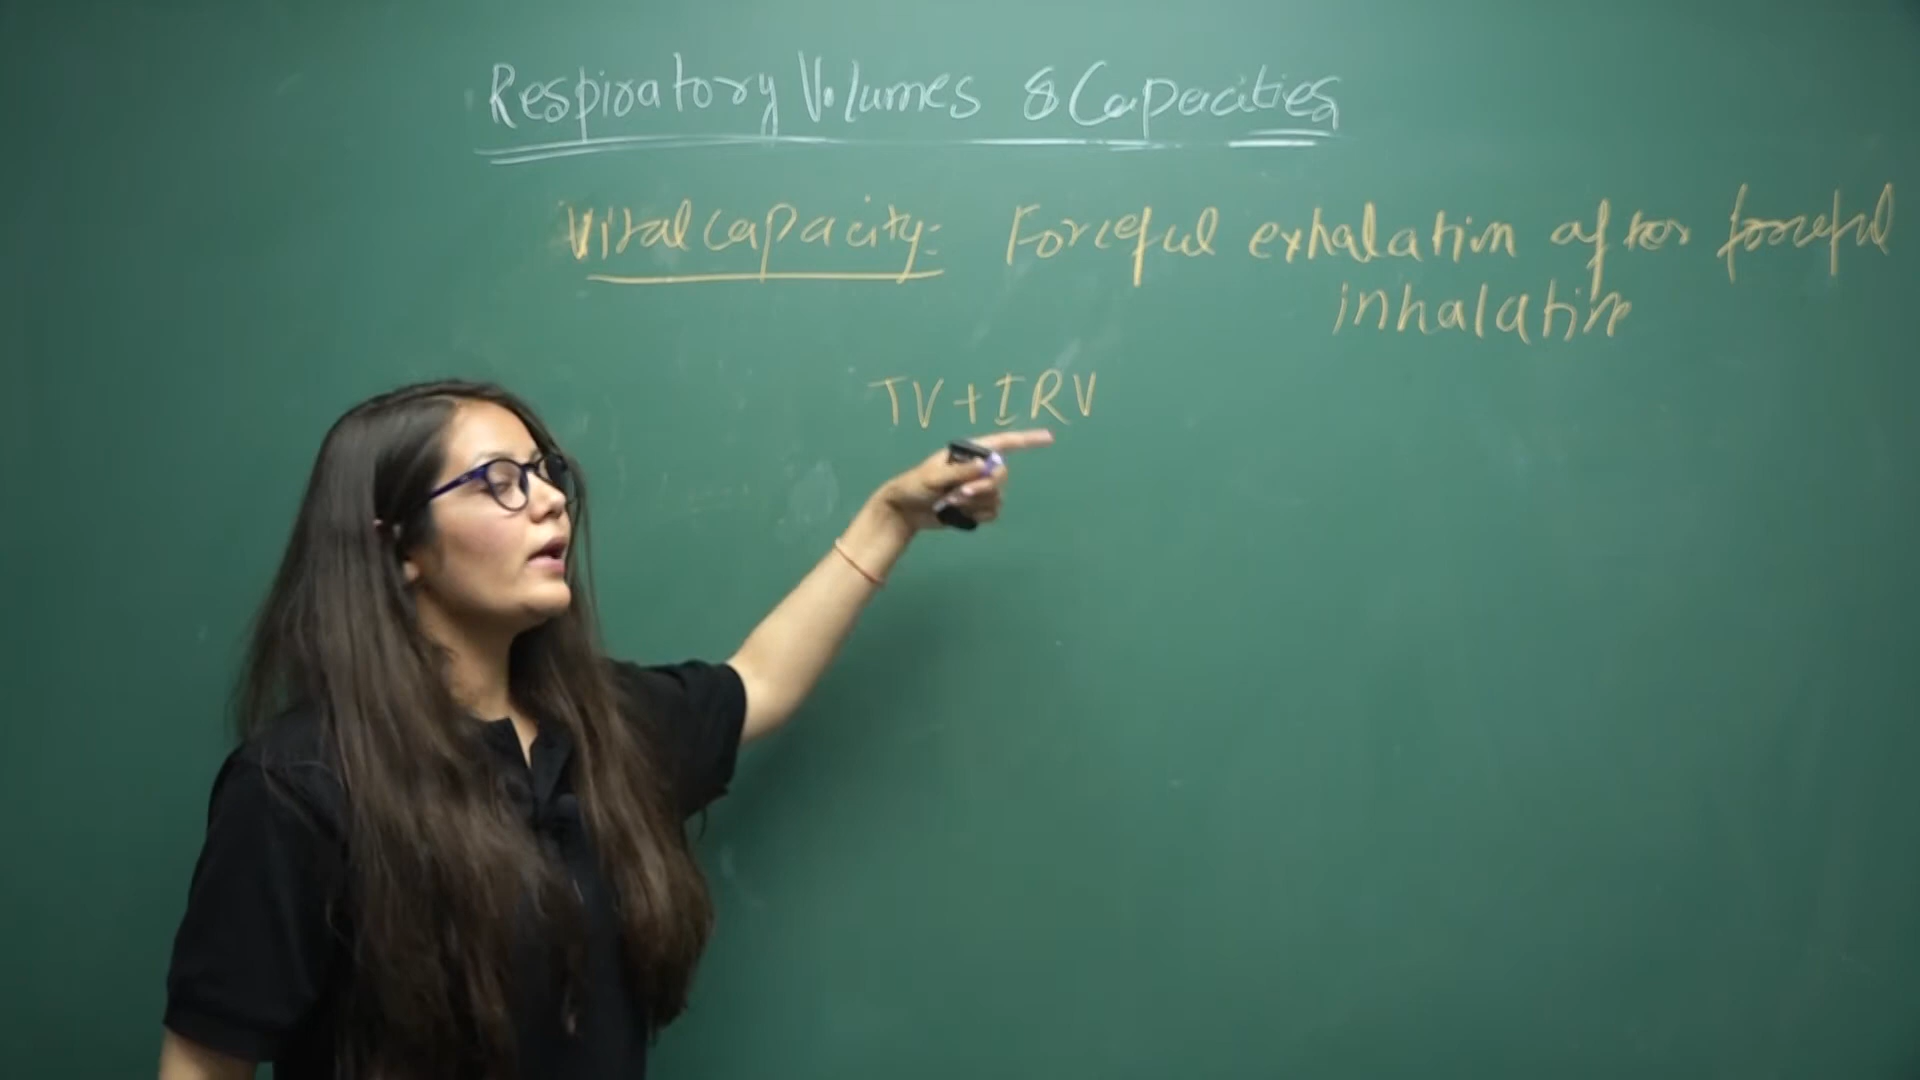 Respiratory Volumes & Capacities
Vital capacity:- Forceful exhalation after forceful
inhalation
TV+IRV